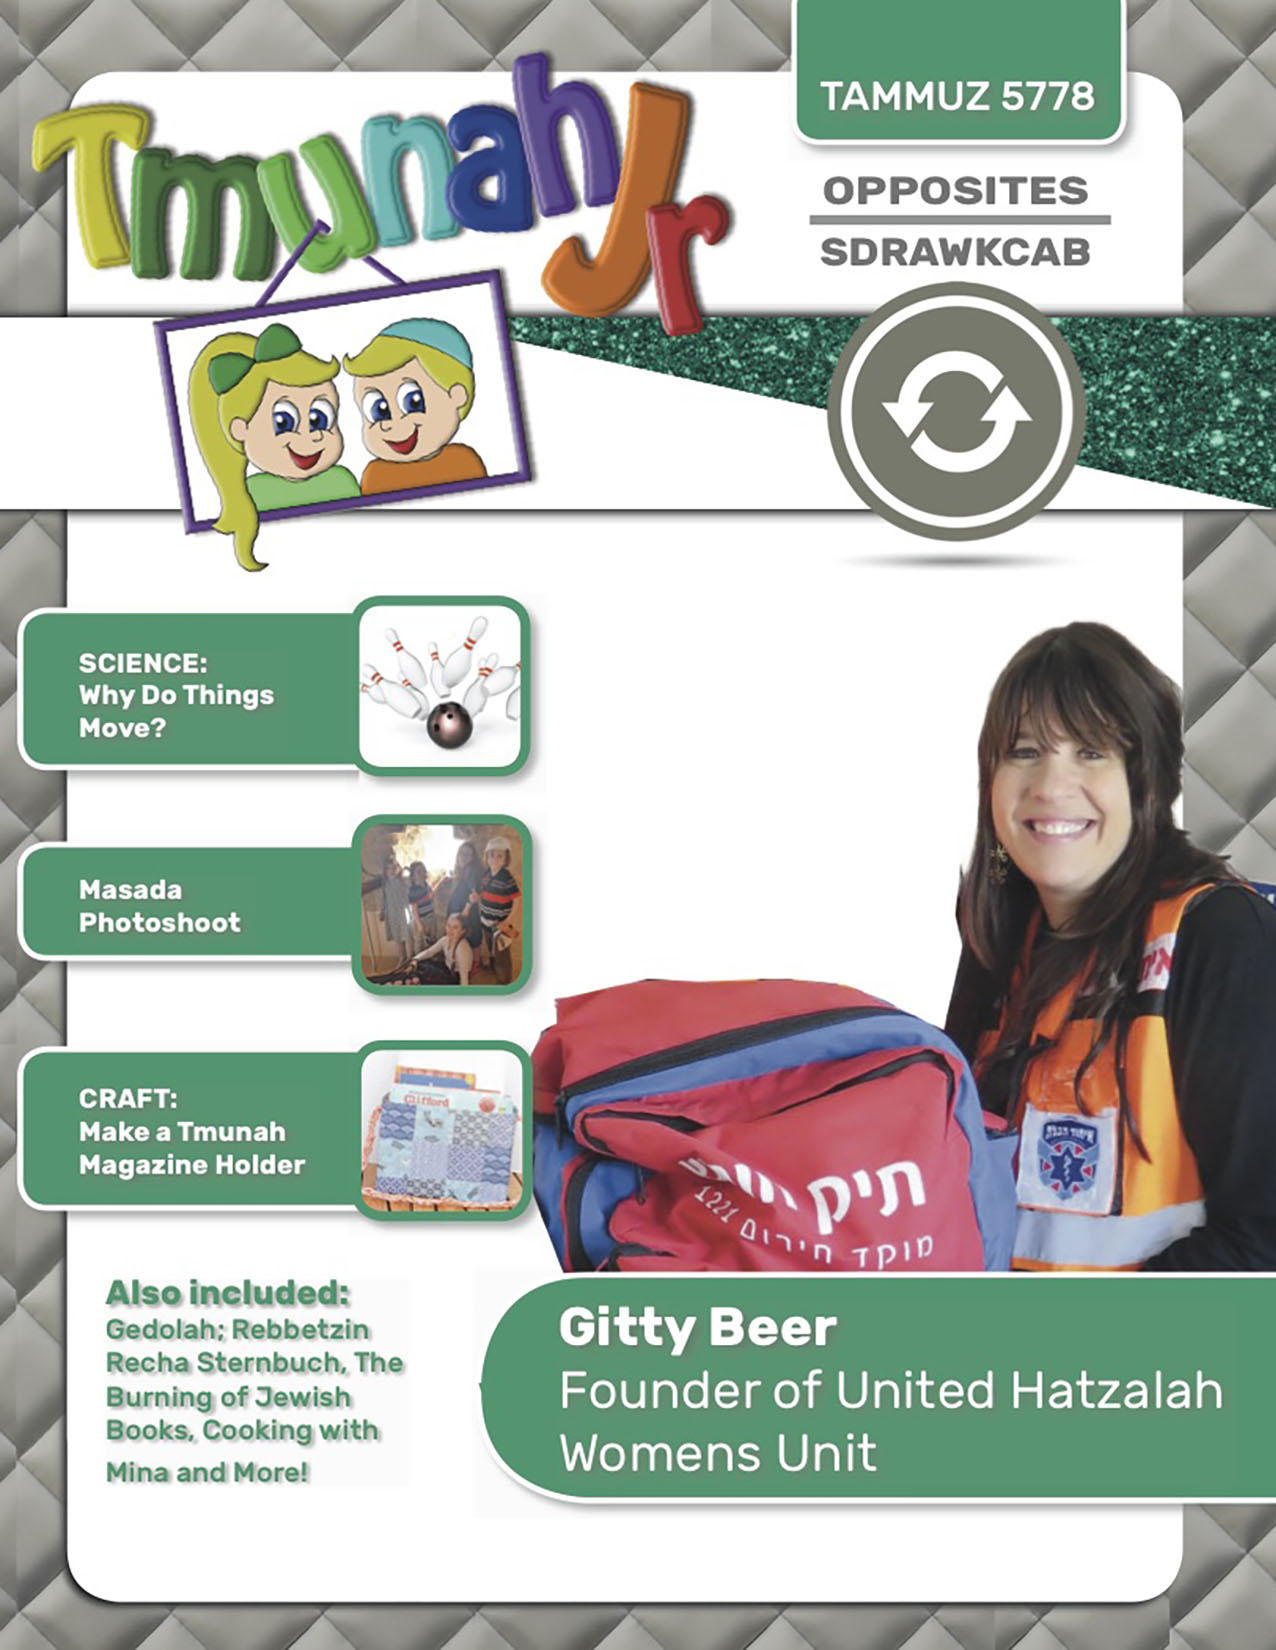 Tmunah Jr
TAMMUZ 5778
OPPOSITES
SDRAWKCAB
SCIENCE:
Why Do Things
Move?
Masada
Photoshoot
CRAFT:
Make a Tmunah
Magazine Holder
Clifford
איחוד הצלה
תיק
מוקד חירום 1221
Also included:
Gedolah; Rebbetzin
Recha Sternbuch, The
Burning of Jewish
Books, Cooking with
Mina and More!
Gitty Beer
Founder of United Hatzalah
Womens Unit